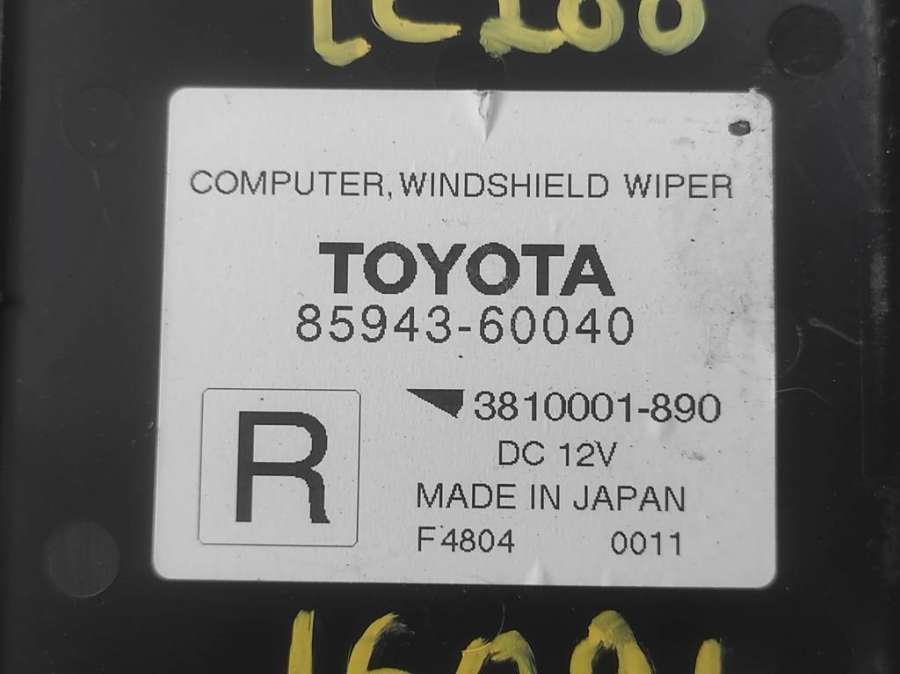 COMPUTER, WINDSHIELD WIPER
TOYOTA
85943-60040
R
3810001-890
DC 12V
MADE IN JAPAN
F4804 0011